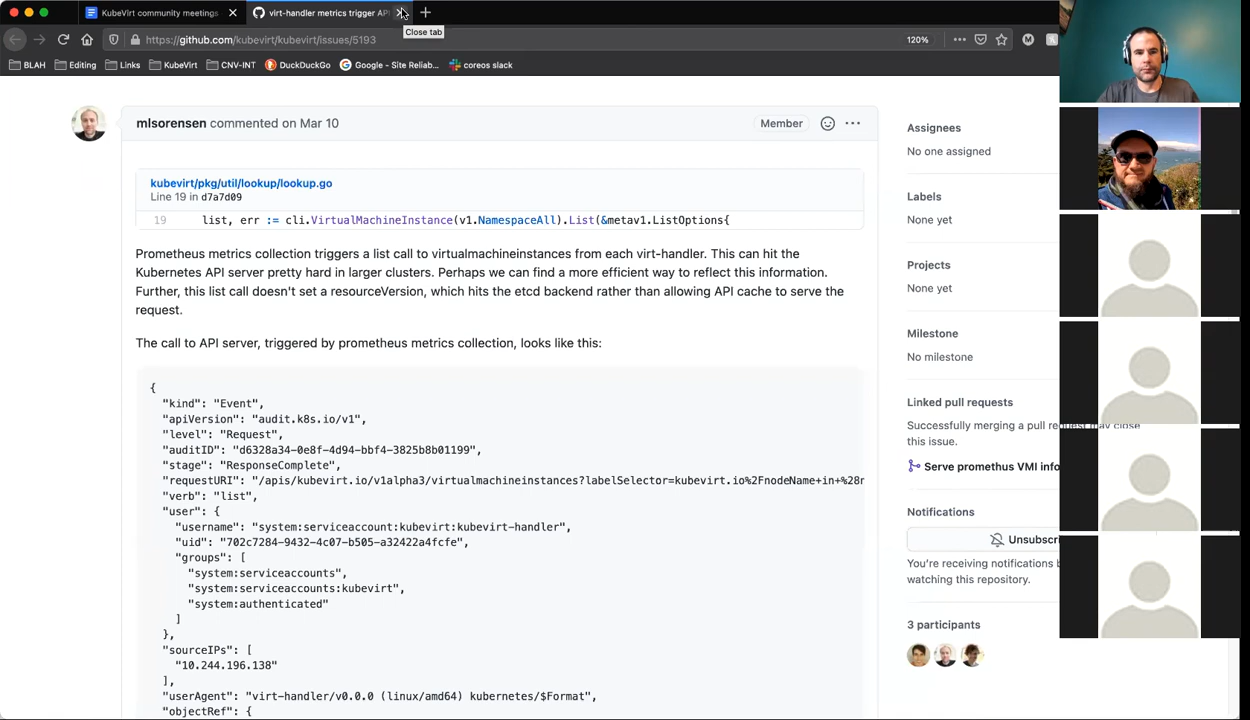 KubeVirt community meetings
virt-handler metrics trigger API
Close tab
https://github.com/kubevirt/kubevirt/issues/5193
120%
BLAH
Editing
Links
KubeVirt
CNV-INT
DuckDuckGo
Google - Site Reliab...
coreos slack
mlsorensen commented on Mar 10
Member
kubevirt/pkg/util/lookup/lookup.go
Line 19 in d7a7d09
19 list, err := cli.VirtualMachineInstance(v1.NamespaceAll).List(&metav1.ListOptions{
Prometheus metrics collection triggers a list call to virtualmachineinstances from each virt-handler. This can hit the
Kubernetes API server pretty hard in larger clusters. Perhaps we can find a more efficient way to reflect this information.
Further, this list call doesn't set a resourceVersion, which hits the etcd backend rather than allowing API cache to serve the
request.
The call to API server, triggered by prometheus metrics collection, looks like this:
{
"kind": "Event",
"apiVersion": "audit.k8s.io/v1",
"level": "Request",
"auditID": "d6328a34-0e8f-4d94-bbf4-3825b8b01199",
"stage": "ResponseComplete",
"requestURI": "/apis/kubevirt.io/v1alpha3/virtualmachineinstances?labelSelector=kubevirt.io%2FnodeName+in+%28n
"verb": "list",
"user": {
"username": "system:serviceaccount:kubevirt:kubevirt-handler",
"uid": "702c7284-9432-4c07-b505-a32422a4fcfe",
"groups": [
"system:serviceaccounts",
"system:serviceaccounts:kubevirt",
"system:authenticated"
]
},
"sourceIPs": [
"10.244.196.138"
],
"userAgent": "virt-handler/v0.0.0 (linux/amd64) kubernetes/$Format",
"objectRef": {
Assignees
No one assigned
Labels
None yet
Projects
None yet
Milestone
No milestone
Linked pull requests
Successfully merging a pull request may close
this issue.
Serve promethus VMI info
Notifications
Unsubscri
You're receiving notifications b
watching this repository.
3 participants